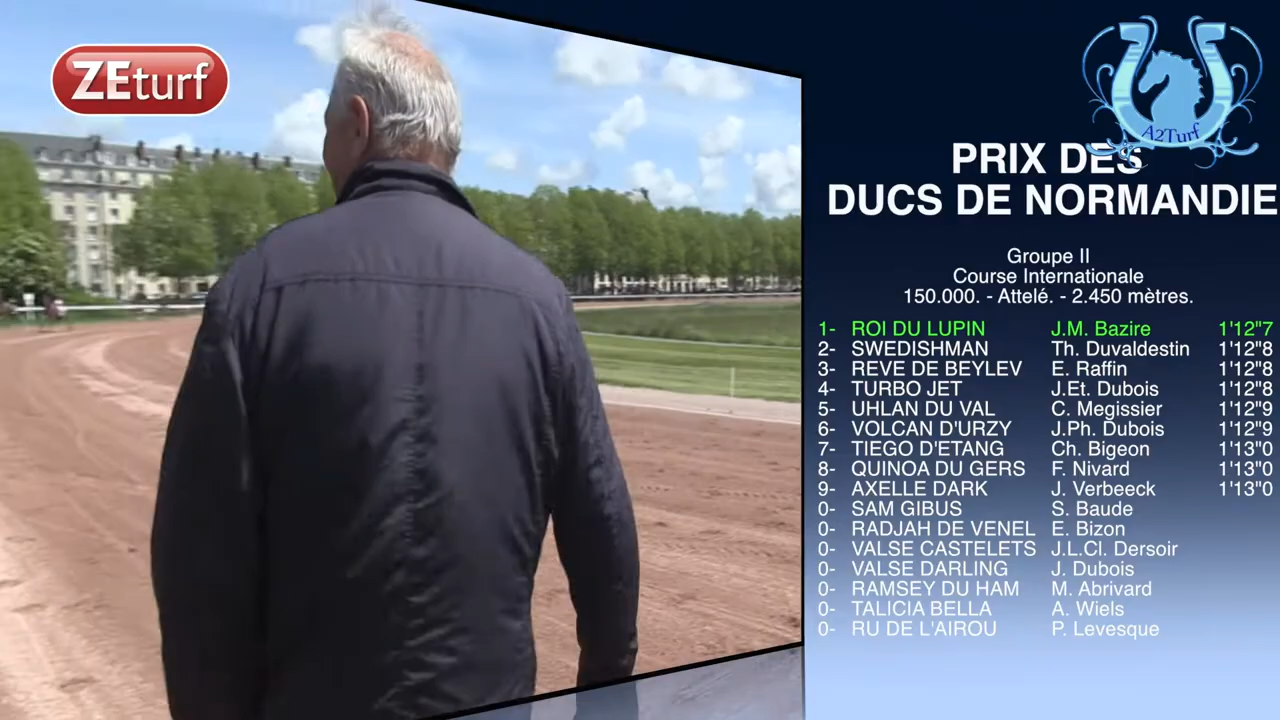 ZEturf
A2Turf
PRIX DES
DUCS DE NORMANDIE
Groupe II
Course Internationale
150.000. - Attelé. - 2.450 mètres.
1- ROI DU LUPIN J.M. Bazire 1'12"7
2- SWEDISHMAN Th. Duvaldestin 1'12"8
3- REVE DE BEYLEV E. Raffin 1'12"8
4- TURBO JET J.Et. Dubois 1'12"8
5- UHLAN DU VAL C. Megissier 1'12"9
6- VOLCAN D'URZY J.Ph. Dubois 1'12"9
7- TIEGO D'ETANG Ch. Bigeon 1'13"0
8- QUINOA DU GERS F. Nivard 1'13"0
9- AXELLE DARK J. Verbeeck 1'13"0
0- SAM GIBUS S. Baude
0- RADJAH DE VENEL E. Bizon
0- VALSE CASTELETS J.L.Cl. Dersoir
0- VALSE DARLING J. Dubois
0- RAMSEY DU HAM M. Abrivard
0- TALICIA BELLA A. Wiels
0- RU DE L'AIROU P. Levesque